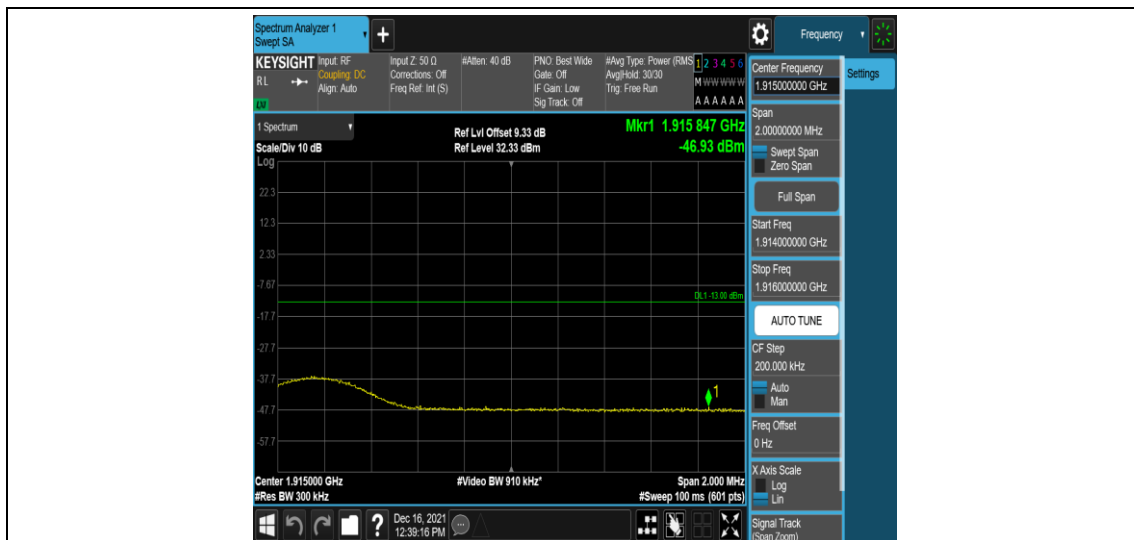 Spectrum Analyzer 1
Swept SA
+
Frequency
KEYSIGHT
RL
LXI
Input: RF
Coupling: DC
Align: Auto
Input Z: 50 Ω
Corrections: Off
Freq Ref: Int (S)
#Atten: 40 dB
PNO: Best Wide
Gate: Off
IF Gain: Low
Sig Track: Off
#Avg Type: Power (RMS
Avg|Hold: 30/30
Trig: Free Run
1 2 3 4 5 6
M W W W W W
A A A A A A
1 Spectrum
Scale/Div 10 dB
Log
Ref Lvl Offset 9.33 dB
Ref Level 32.33 dBm
Mkr1 1.915 847 GHz
-46.93 dBm
22.3
12.3
2.33
-7.67
DL1 -13.00 dBm
-17.7
-27.7
-37.7
1
-47.7
-57.7
Center 1.915000 GHz
#Video BW 910 kHz*
Span 2.000 MHz
#Res BW 300 kHz
#Sweep 100 ms (601 pts)
Center Frequency
1.915000000 GHz
Settings
Span
2.00000000 MHz
Swept Span
Zero Span
Full Span
Start Freq
1.914000000 GHz
Stop Freq
1.916000000 GHz
AUTO TUNE
CF Step
200.000 kHz
Auto
Man
Freq Offset
0 Hz
X Axis Scale
Log
Lin
Signal Track
(Span Zoom)
?
Dec 16, 2021
12:39:16 PM